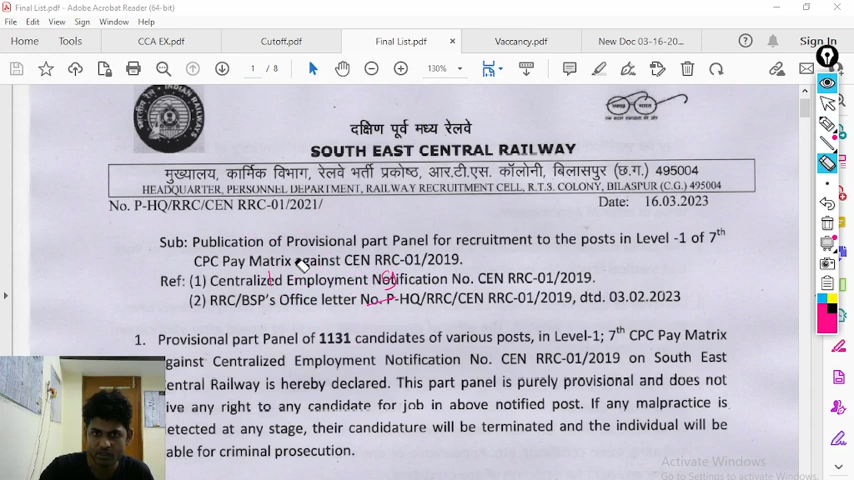 Final List.pdf - Adobe Acrobat Reader (64-bit)
File Edit View Sign Window Help
Home Tools CCA EX.pdf Cutoff.pdf Final List.pdf Vaccancy.pdf New Doc 03-16-20... Sign In
1 / 8 130%
INDIAN RAILWAYS
दक्षिण पूर्व मध्य रेलवे
SOUTH EAST CENTRAL RAILWAY
मुख्यालय, कार्मिक विभाग, रेलवे भर्ती प्रकोष्ठ, आर.टी.एस. कॉलोनी, बिलासपुर (छ.ग.) 495004
HEADQUARTER, PERSONNEL DEPARTMENT, RAILWAY RECRUITMENT CELL, R.T.S. COLONY, BILASPUR (C.G.) 495004
No. P-HQ/RRC/CEN RRC-01/2021/ Date: 16.03.2023
Sub: Publication of Provisional part Panel for recruitment to the posts in Level -1 of 7th
CPC Pay Matrix against CEN RRC-01/2019.
Ref: (1) Centralized Employment Notification No. CEN RRC-01/2019.
(2) RRC/BSP's Office letter No. P-HQ/RRC/CEN RRC-01/2019, dtd. 03.02.2023
1. Provisional part Panel of 1131 candidates of various posts, in Level-1; 7th CPC Pay Matrix
against Centralized Employment Notification No. CEN RRC-01/2019 on South East
entral Railway is hereby declared. This part panel is purely provisional and does not
ive any right to any candidate for job in above notified post. If any malpractice is
etected at any stage, their candidature will be terminated and the individual will be
able for criminal prosecution.
Activate Windows
Go to Settings to activate Windows.